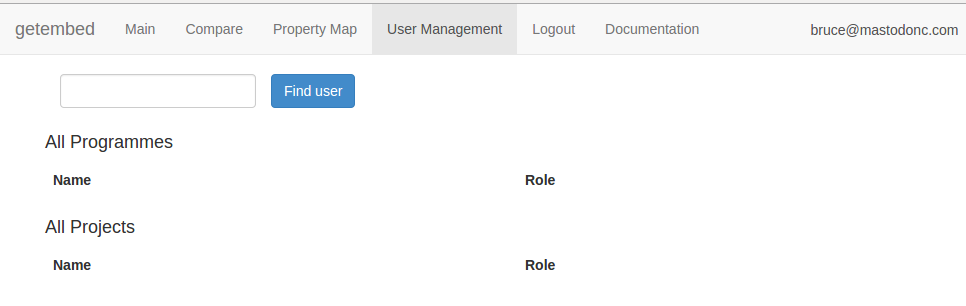 getembed Main Compare Property Map User Management Logout Documentation bruce@mastodonc.com
Find user
All Programmes
Name Role
All Projects
Name Role